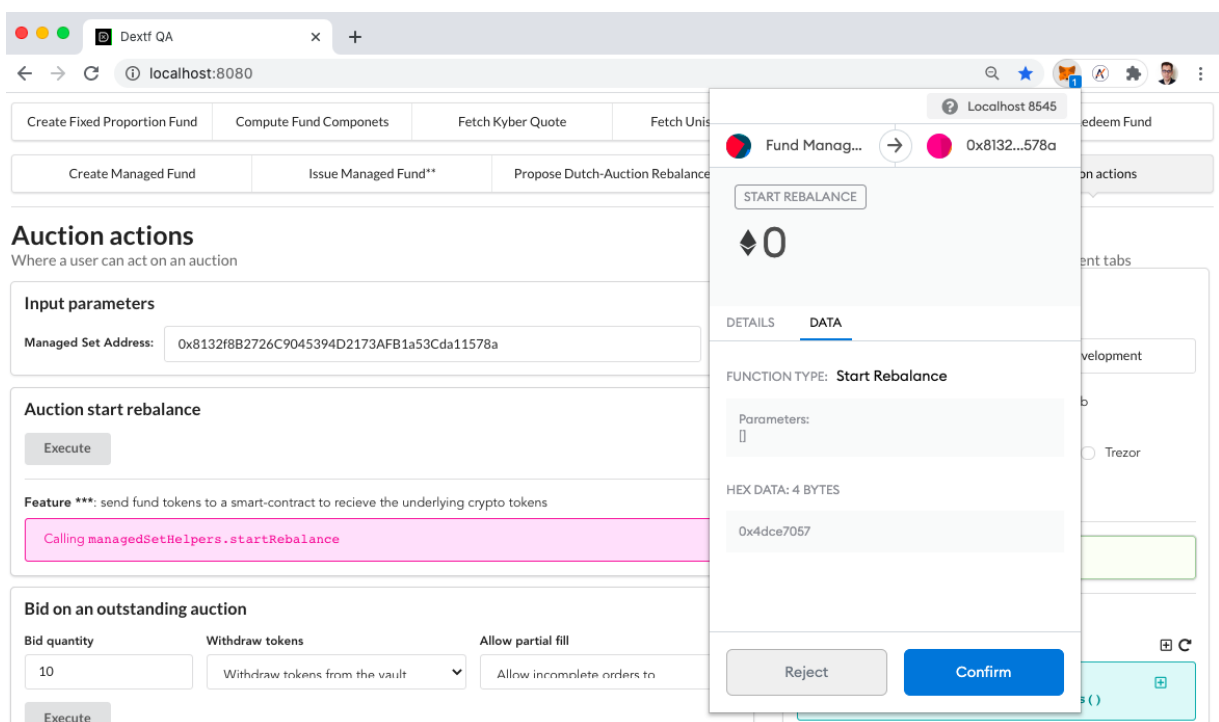 Dextf QA
localhost:8080
1
Localhost 8545
Create Fixed Proportion Fund
Compute Fund Componets
Fetch Kyber Quote
Fetch Unis
edeem Fund
Fund Manag...
0x8132...578a
Create Managed Fund
Issue Managed Fund**
Propose Dutch-Auction Rebalance
on actions
START REBALANCE
0
Auction actions
Where a user can act on an auction
ent tabs
Input parameters
Managed Set Address:
0x8132f8B2726C9045394D2173AFB1a53Cda11578a
DETAILS
DATA
velopment
FUNCTION TYPE: Start Rebalance
Auction start rebalance
b
Parameters:
[]
Execute
Trezor
HEX DATA: 4 BYTES
Feature ***: send fund tokens to a smart-contract to recieve the underlying crypto tokens
0x4dce7057
Calling managedSetHelpers.startRebalance
Bid on an outstanding auction
Bid quantity
Withdraw tokens
Allow partial fill
10
Withdraw tokens from the vault
Allow incomplete orders to
Reject
Confirm
s()
Execute